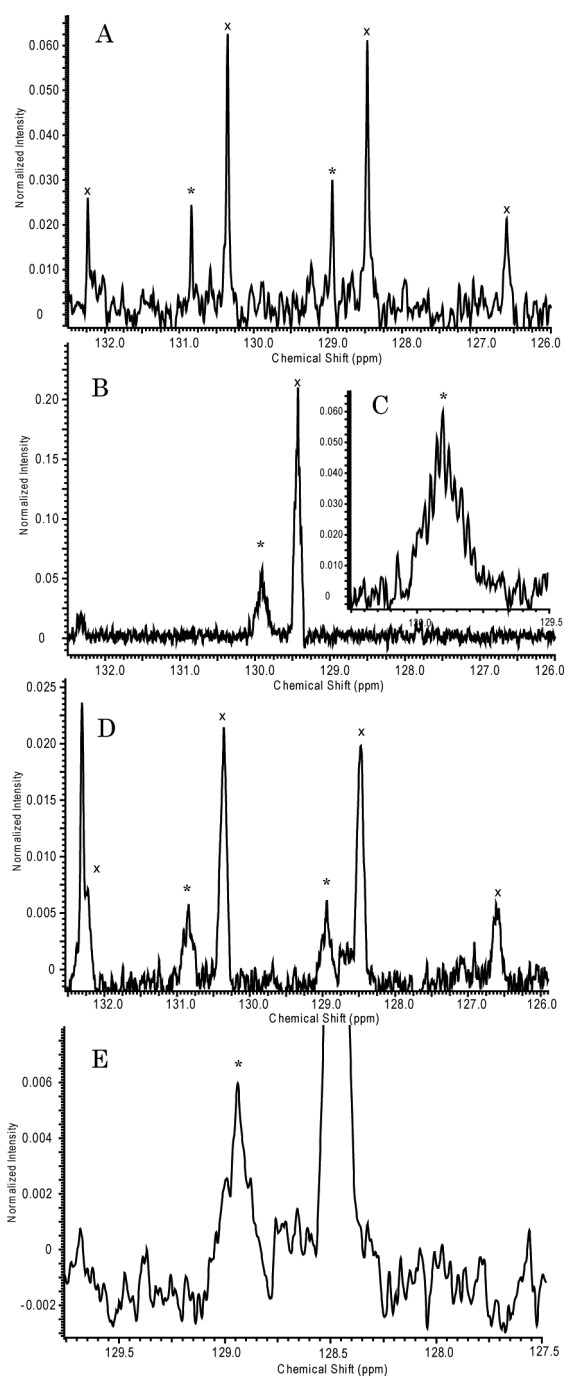 A
x
x
* *
x
x
0.060
0.050
0.040
0.030
0.020
0.010
0
Normalized Intensity
132.0 131.0 130.0 129.0 128.0 127.0 126.0
Chemical Shift (ppm)
B
x
*
0.20
0.15
0.10
0.05
0
Normalized Intensity
C
*
0.060
0.050
0.040
0.030
0.020
0.010
0
129.5
132.0 131.0 130.0 129.0 128.0 127.0 126.0
Chemical Shift (ppm)
D
x
x
x
* *
x
0.025
0.020
0.015
0.010
0.005
0
Normalized Intensity
132.0 131.0 130.0 129.0 128.0 127.0 126.0
Chemical Shift (ppm)
E
*
0.006
0.004
0.002
0
-0.002
Normalized Intensity
129.5 129.0 128.5 128.0 127.5
Chemical Shift (ppm)